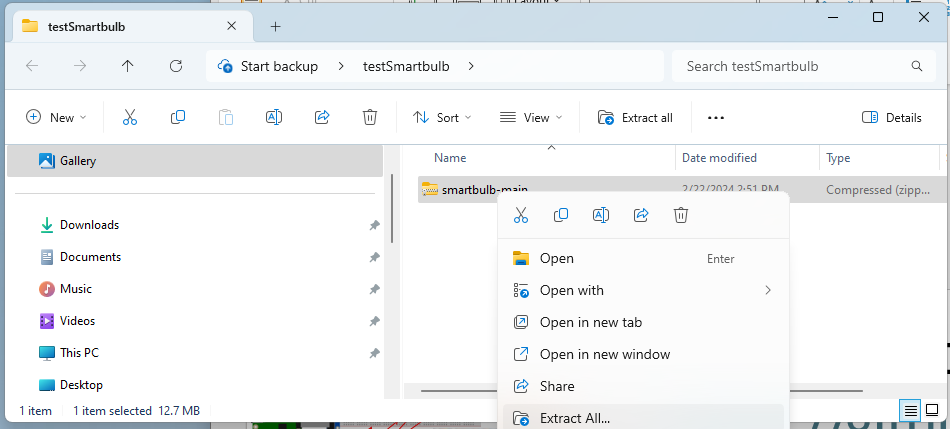 testSmartbulb
Start backup
testSmartbulb
Search testSmartbulb
New
Sort
View
Extract all
Details
Gallery
Name
Date modified
Type
smartbulb-main
2/22/2024 2:51 PM
Compressed (zipp...
Downloads
Documents
Music
Videos
This PC
Desktop
Open
Enter
Open with
Open in new tab
Open in new window
Share
Extract All...
1 item
1 item selected 12.7 MB